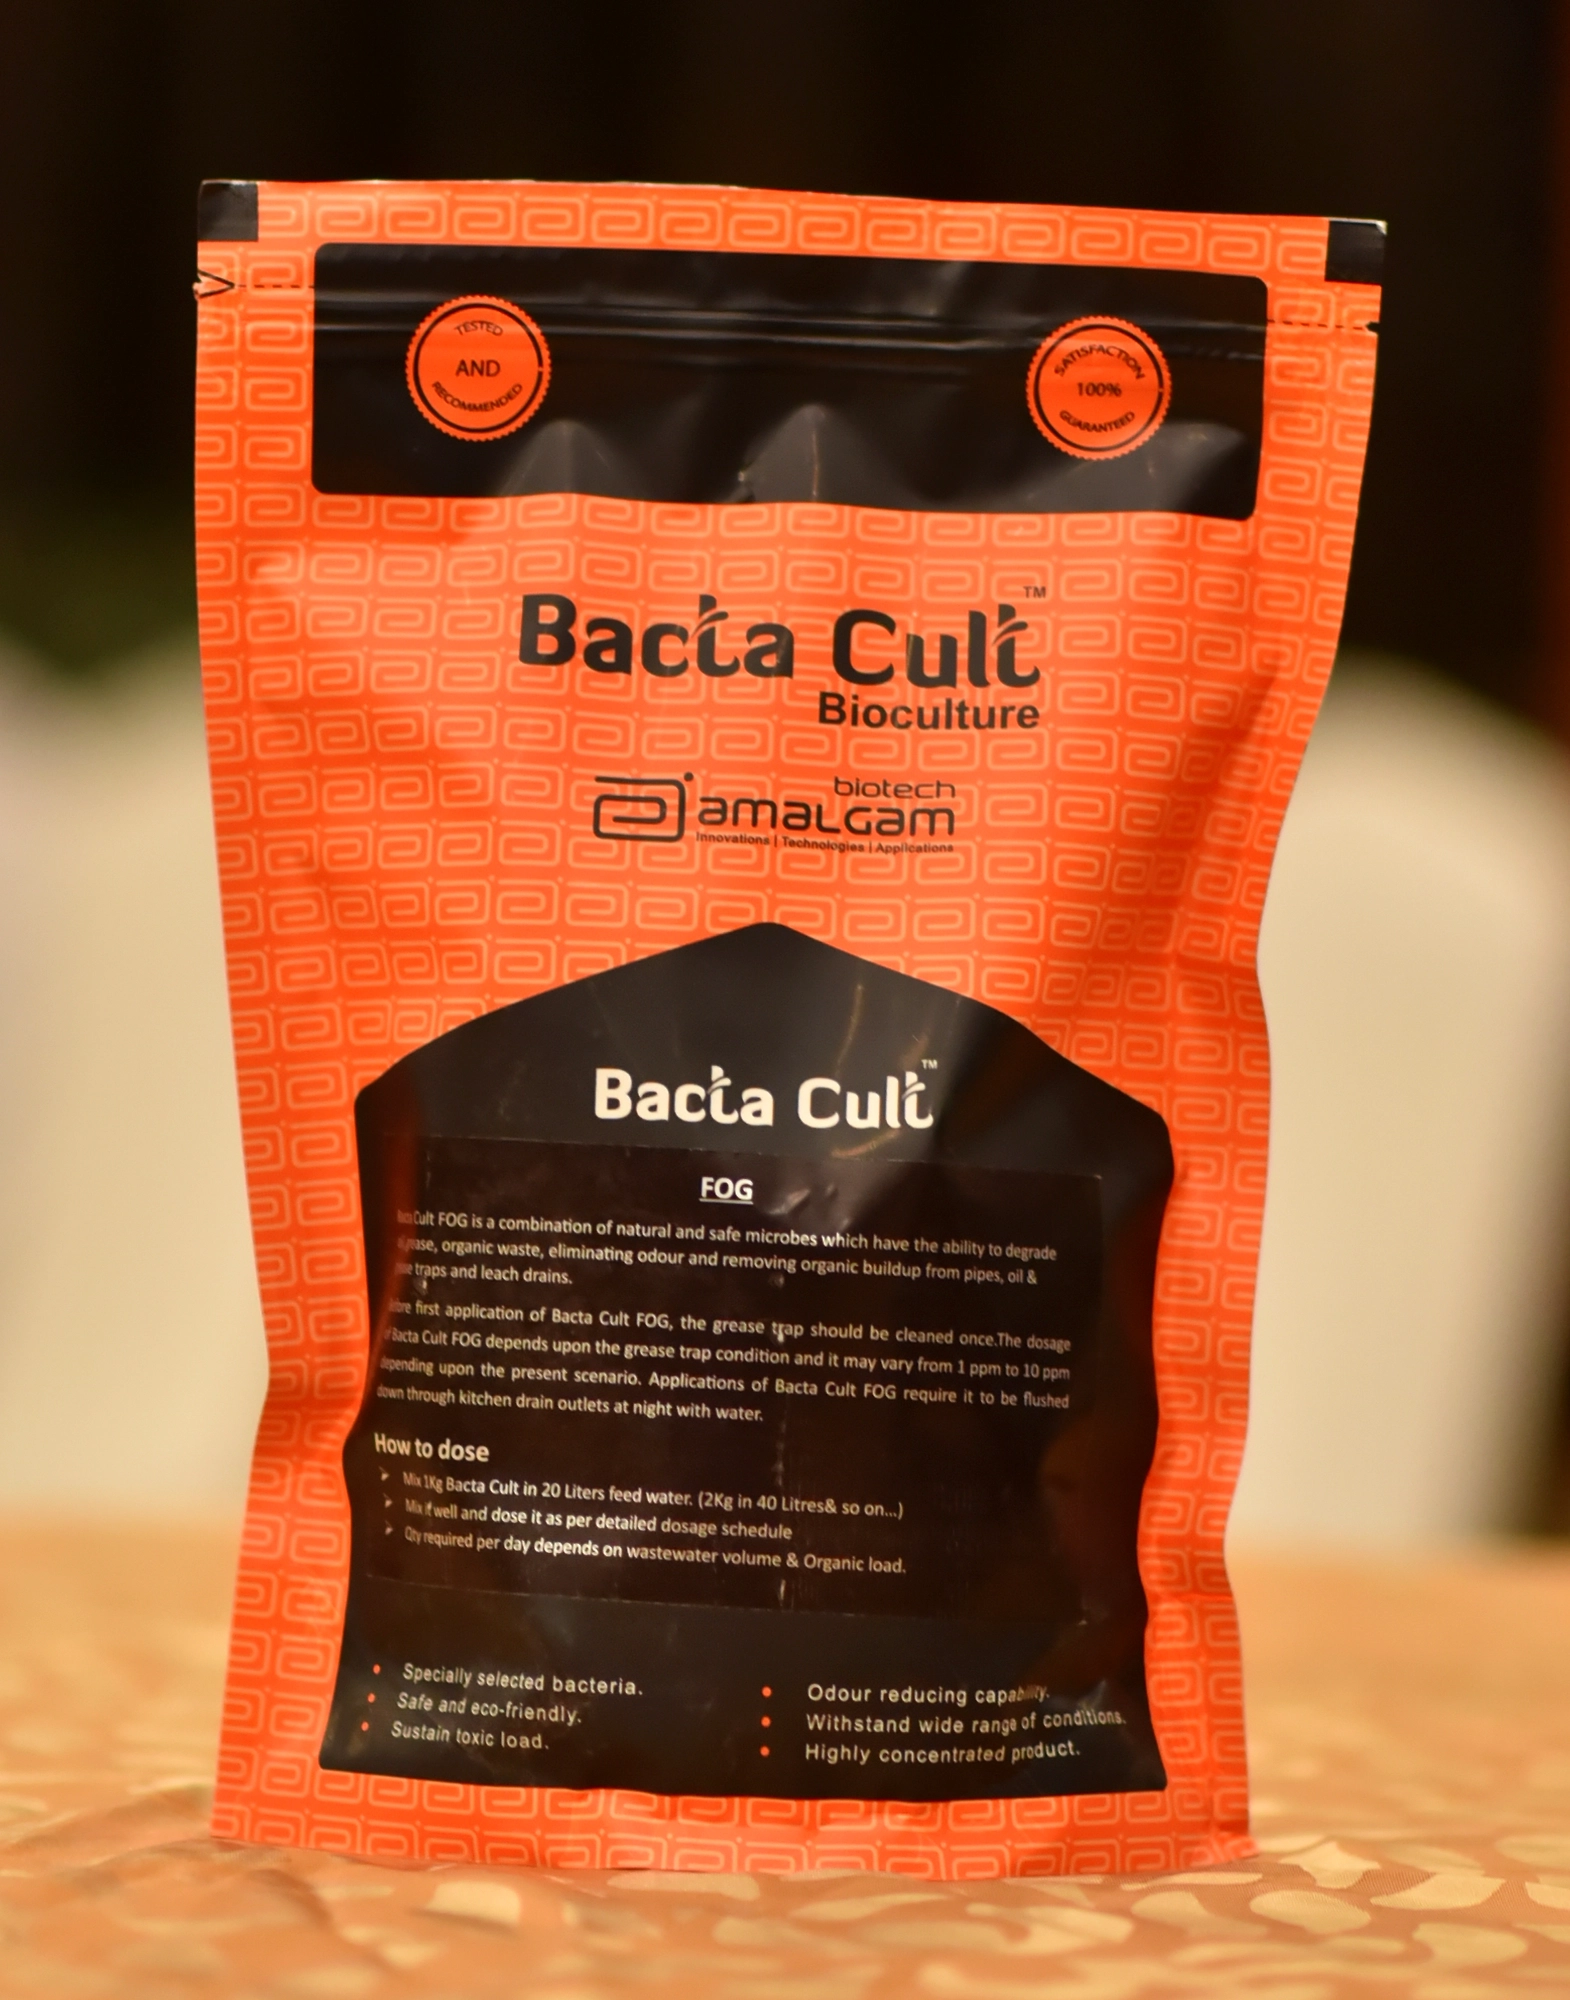 TESTED
AND
RECOMMENDED
SATISFACTION
100%
GUARANTEED
Bacta Cult™
Bioculture
biotech
amalgam
Innovations | Technologies | Applications
Bacta Cult™
FOG
Cult FOG is a combination of natural and safe microbes which have the ability to degrade
organic waste, eliminating odour and removing organic buildup from pipes, oil &
traps and leach drains.
first application of Bacta Cult FOG, the grease trap should be cleaned once.The dosage
of Bacta Cult FOG depends upon the grease trap condition and it may vary from 1 ppm to 10 ppm
depending upon the present scenario. Applications of Bacta Cult FOG require it to be flushed
down through kitchen drain outlets at night with water.
How to dose
➢ Mix 1Kg Bacta Cult in 20 Liters feed water. (2Kg in 40 Litres& so on...)
➢ Mix it well and dose it as per detailed dosage schedule
➢ Qty required per day depends on wastewater volume & Organic load.
• Specially selected bacteria.
• Safe and eco-friendly.
• Sustain toxic load.
• Odour reducing capability.
• Withstand wide range of conditions.
• Highly concentrated product.